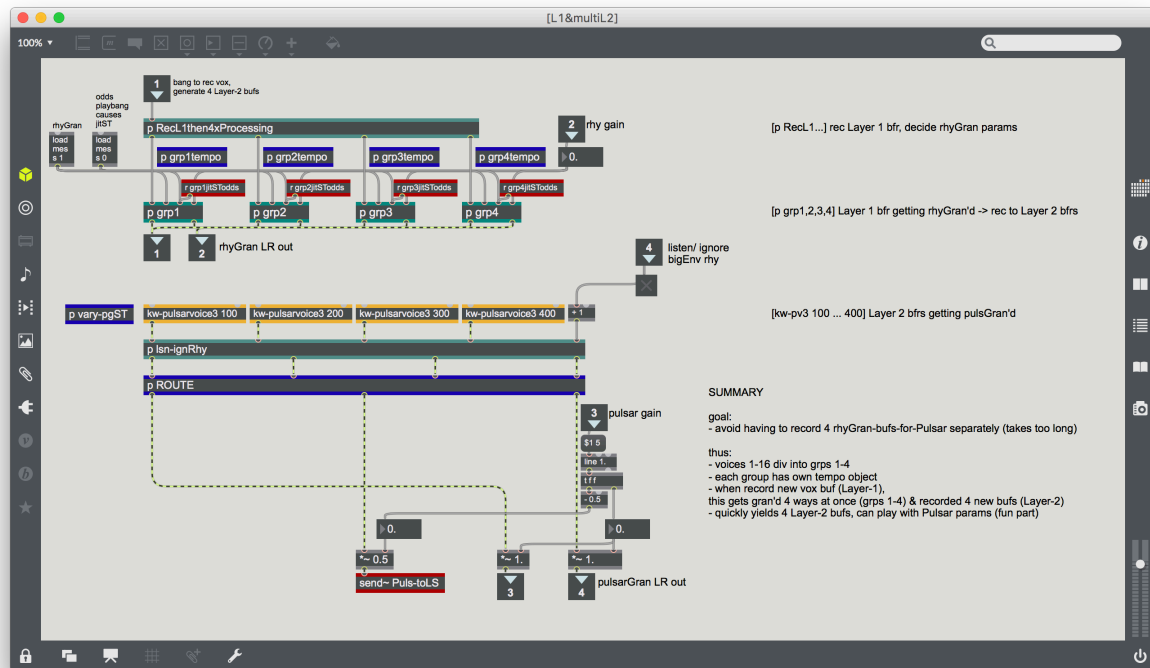 [L1&multiL2]
100% ▼
1
bang to rec vox,
generate 4 Layer-2 bufs
odds
playbang
causes
jitST
rhyGran
load
mes
s 1
load
mes
s 0
p RecL1then4xProcessing
2
rhy gain
0.
[p RecL1...] rec Layer 1 bfr, decide rhyGran params
p grp1tempo
p grp2tempo
p grp3tempo
p grp4tempo
r grp1jitSTodds
r grp2jitSTodds
r grp3jitSTodds
r grp4jitSTodds
p grp1
p grp2
p grp3
p grp4
[p grp1,2,3,4] Layer 1 bfr getting rhyGran'd -> rec to Layer 2 bfrs
1
2
rhyGran LR out
4
listen/ ignore
bigEnv rhy
p vary-pgST
kw-pulsarvoice3 100
kw-pulsarvoice3 200
kw-pulsarvoice3 300
kw-pulsarvoice3 400
+ 1
[kw-pv3 100 ... 400] Layer 2 bfrs getting pulsGran'd
p lsn-ignRhy
p ROUTE
SUMMARY
goal:
- avoid having to record 4 rhyGran-bufs-for-Pulsar separately (takes too long)
thus:
- voices 1-16 div into grps 1-4
- each group has own tempo object
- when record new vox buf (Layer-1),
this gets gran'd 4 ways at once (grps 1-4) & recorded 4 new bufs (Layer-2)
- quickly yields 4 Layer-2 bufs, can play with Pulsar params (fun part)
3
pulsar gain
$1 5
line 1.
t f f
- 0.5
0.
0.
*~ 0.5
*~ 1.
*~ 1.
send~ Puls-toLS
3
4
pulsarGran LR out